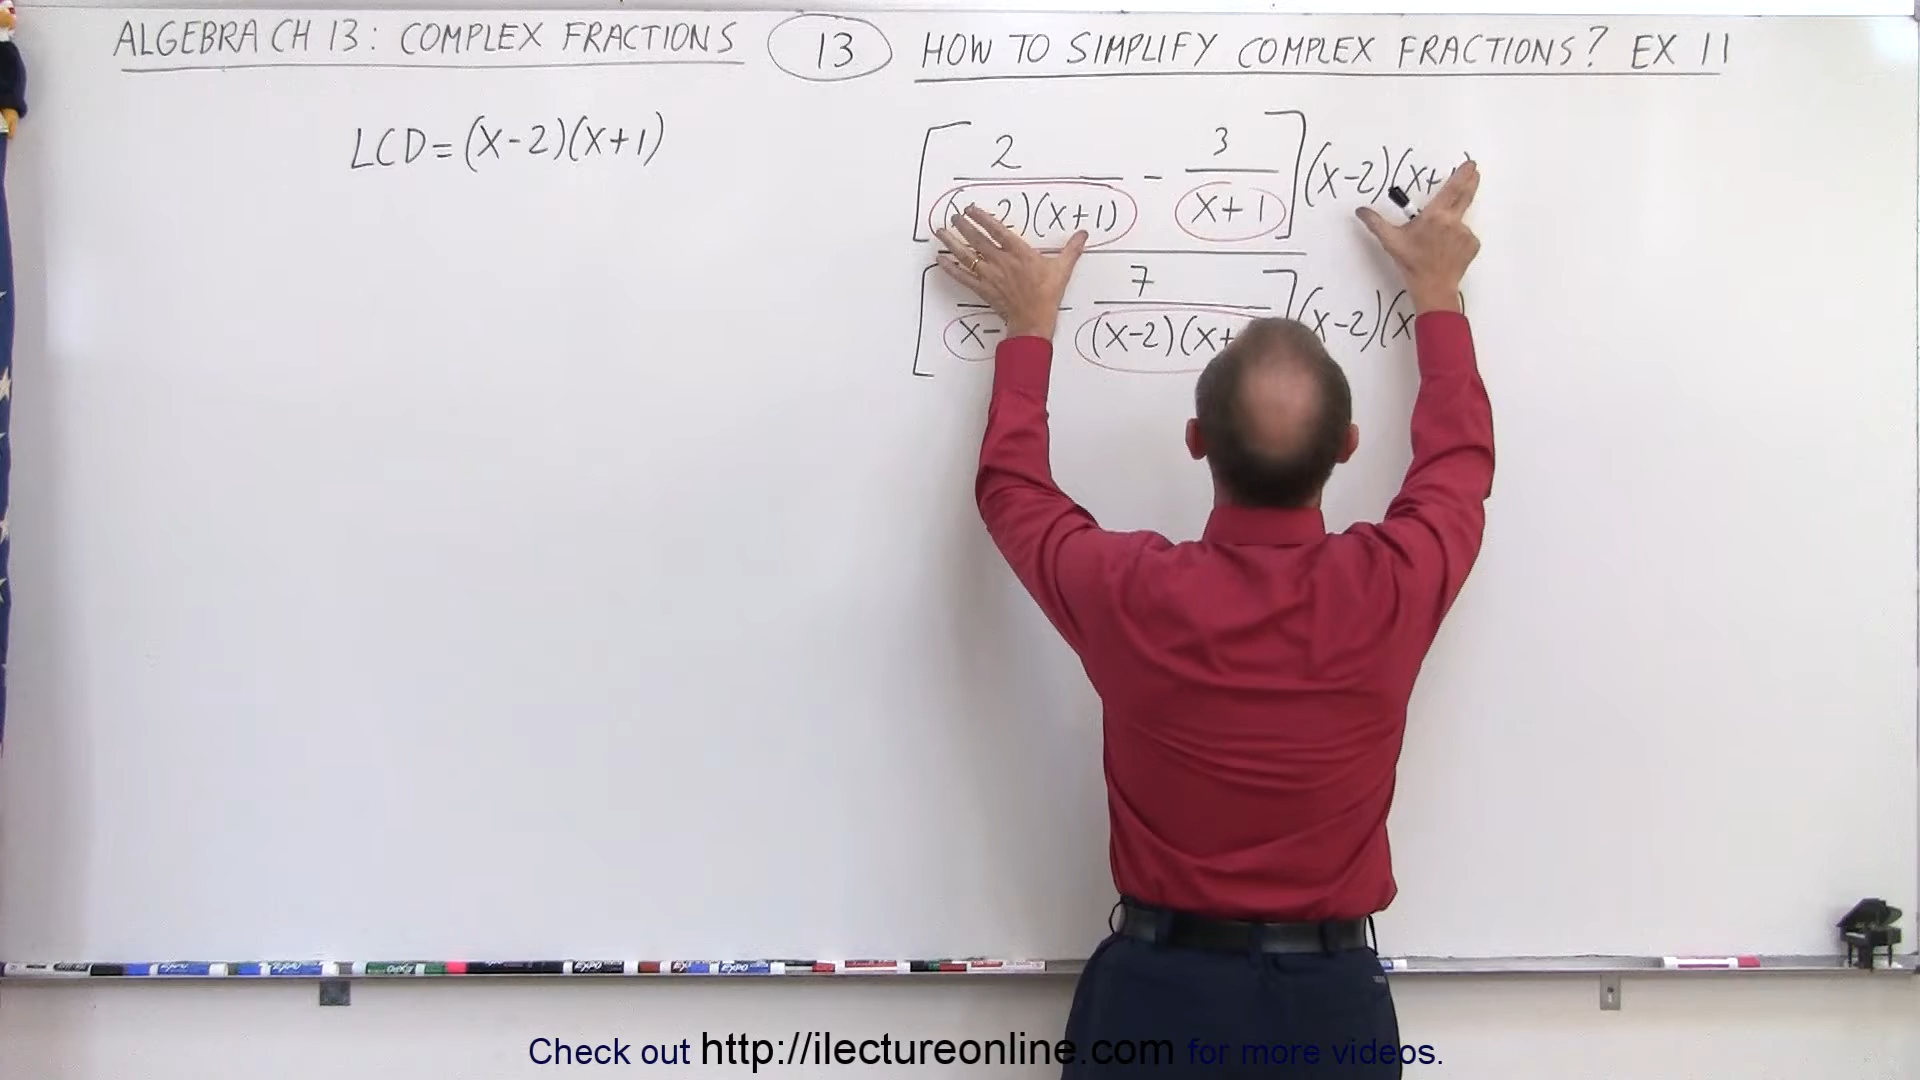 ALGEBRA CH 13: COMPLEX FRACTIONS 13 HOW TO SIMPLIFY COMPLEX FRACTIONS? EX 11
LCD = (X-2)(X+1)
[ 2 - 3 ] (X-2)(X+1
-2)(X+1) X+1
[ 7 ] (X-2)(X
X- - (X-2)(X+
Check out http://ilectureonline.com for more videos.